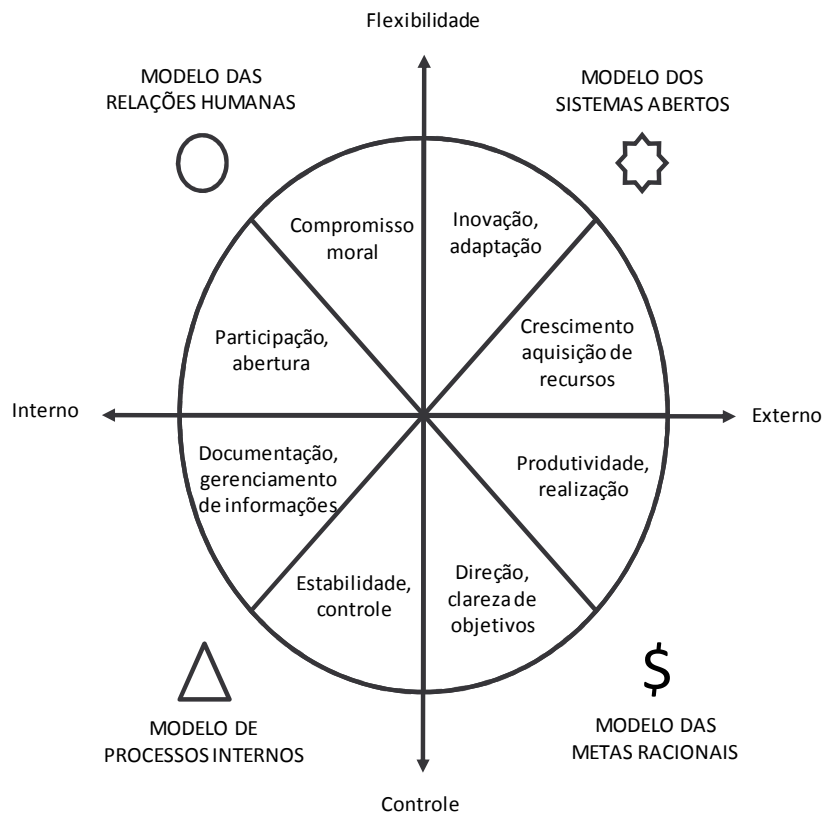 Flexibilidade
MODELO DAS
RELAÇÕES HUMANAS
MODELO DOS
SISTEMAS ABERTOS
Compromisso
moral
Inovação,
adaptação
Participação,
abertura
Crescimento
aquisição de
recursos
Interno
Externo
Documentação,
gerenciamento
de informações
Produtividade,
realização
Estabilidade,
controle
Direção,
clareza de
objetivos
$
MODELO DE
PROCESSOS INTERNOS
MODELO DAS
METAS RACIONAIS
Controle